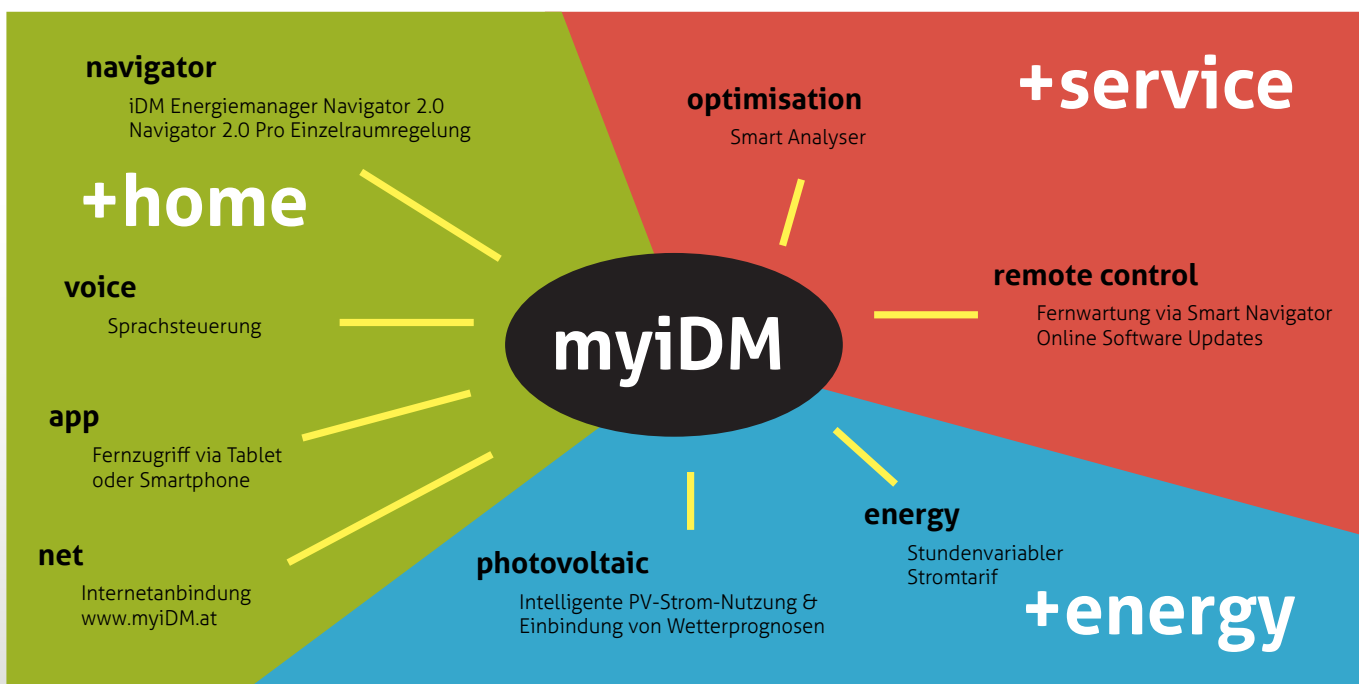 navigator
iDM Energiemanager Navigator 2.0
Navigator 2.0 Pro Einzelraumregelung
+home
voice
Sprachsteuerung
app
Fernzugriff via Tablet
oder Smartphone
net
Internetanbindung
www.myiDM.at
myiDM
+service
optimisation
Smart Analyser
remote control
Fernwartung via Smart Navigator
Online Software Updates
photovoltaic
Intelligente PV-Strom-Nutzung &
Einbindung von Wetterprognosen
energy
Stundenvariabler
Stromtarif
+energy